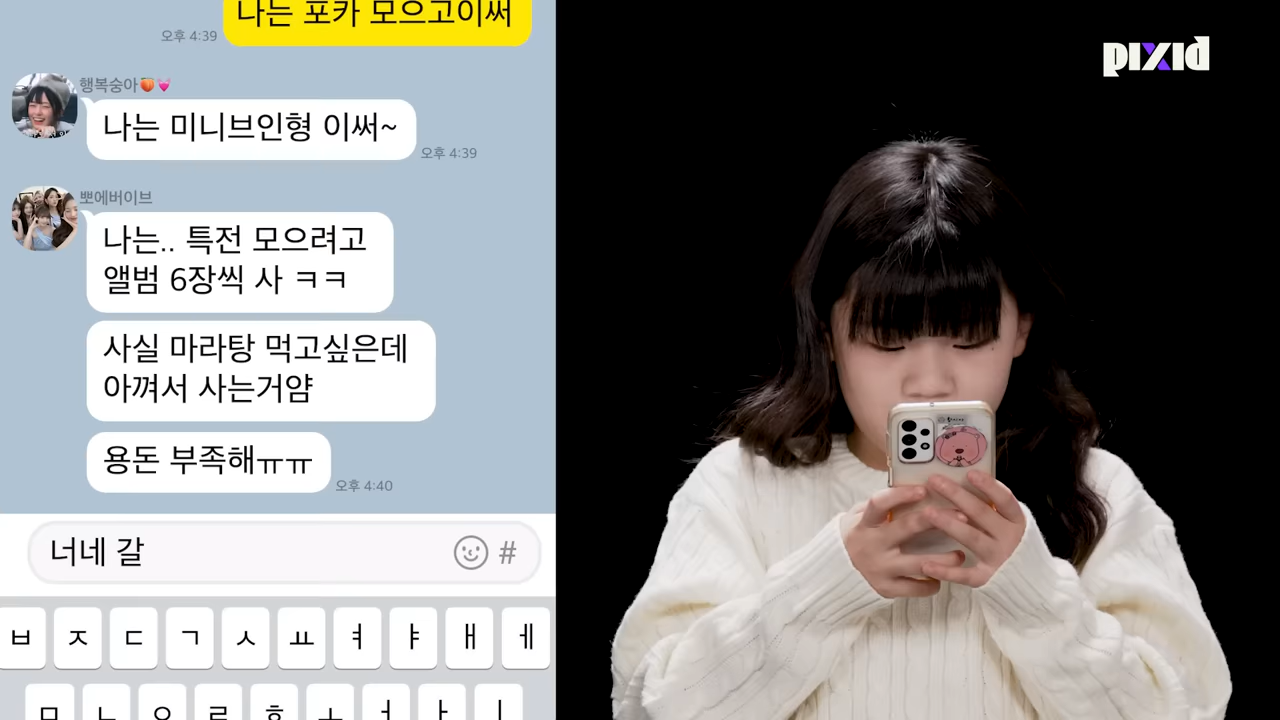 나는 포카 모으고이써
오후 4:39
행복숭아🍑💓
나는 미니브인형 이써~
오후 4:39
뽀에버이브
나는.. 특전 모으려고
앨범 6장씩 사 ㅋㅋ
사실 마라탕 먹고싶은데
아껴서 사는거얌
용돈 부족해ㅠㅠ
오후 4:40
너네 갈
#
ㅂ ㅈ ㄷ ㄱ ㅅ ㅛ ㅕ ㅑ ㅐ ㅔ
ㅁ ㄴ ㅇ ㄹ ㅎ ㅗ ㅓ ㅏ ㅣ
pixid